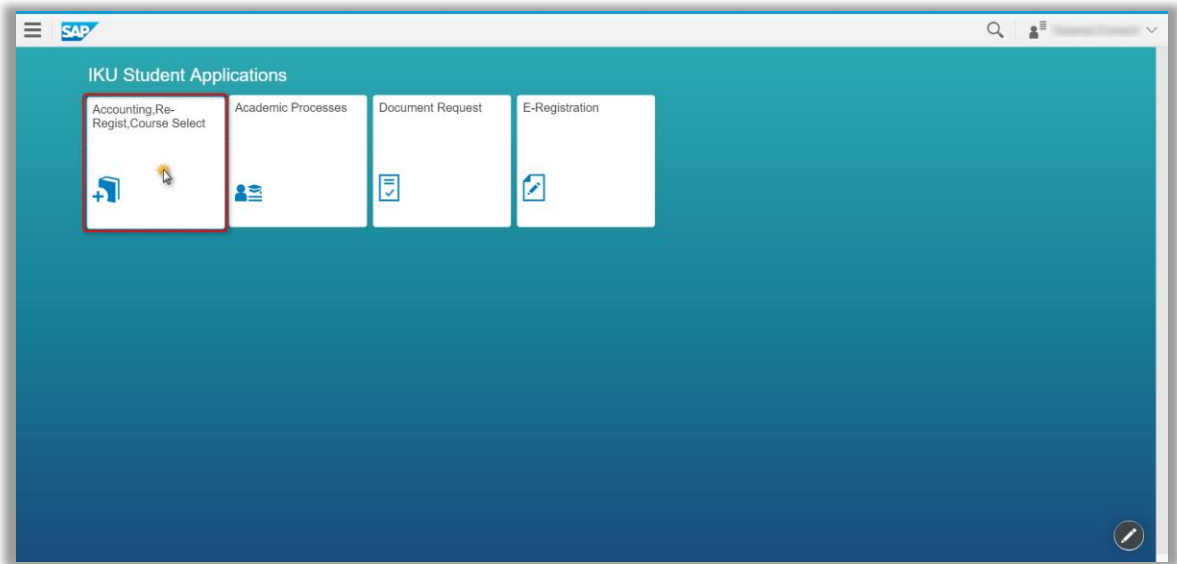 SAP
IKU Student Applications
Accounting,Re-
Regist,Course Select
Academic Processes
Document Request
E-Registration